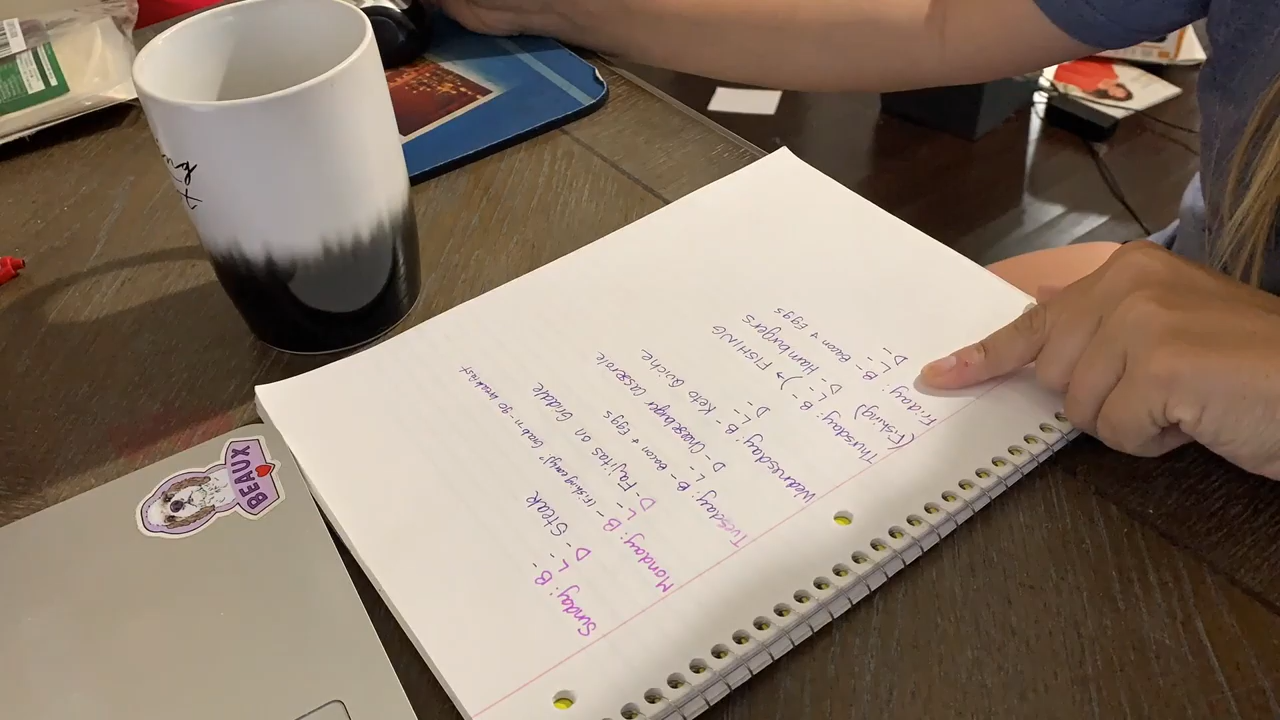 Sunday: B-
L-
D- Steak
Monday: B- (fishing away) "Grab n go breakfast
L-
D- Fajitas on Griddle
Tuesday: B- Bacon + Eggs
L-
D- Cheeseburger Casserole
Wednesday: B- Keto Quiche
L-
D-
Thursday: B-
(Fishing) L- ) → FISHING
D- Hamburgers
Friday: B- Bacon + Eggs
L-
D-
BEAUX